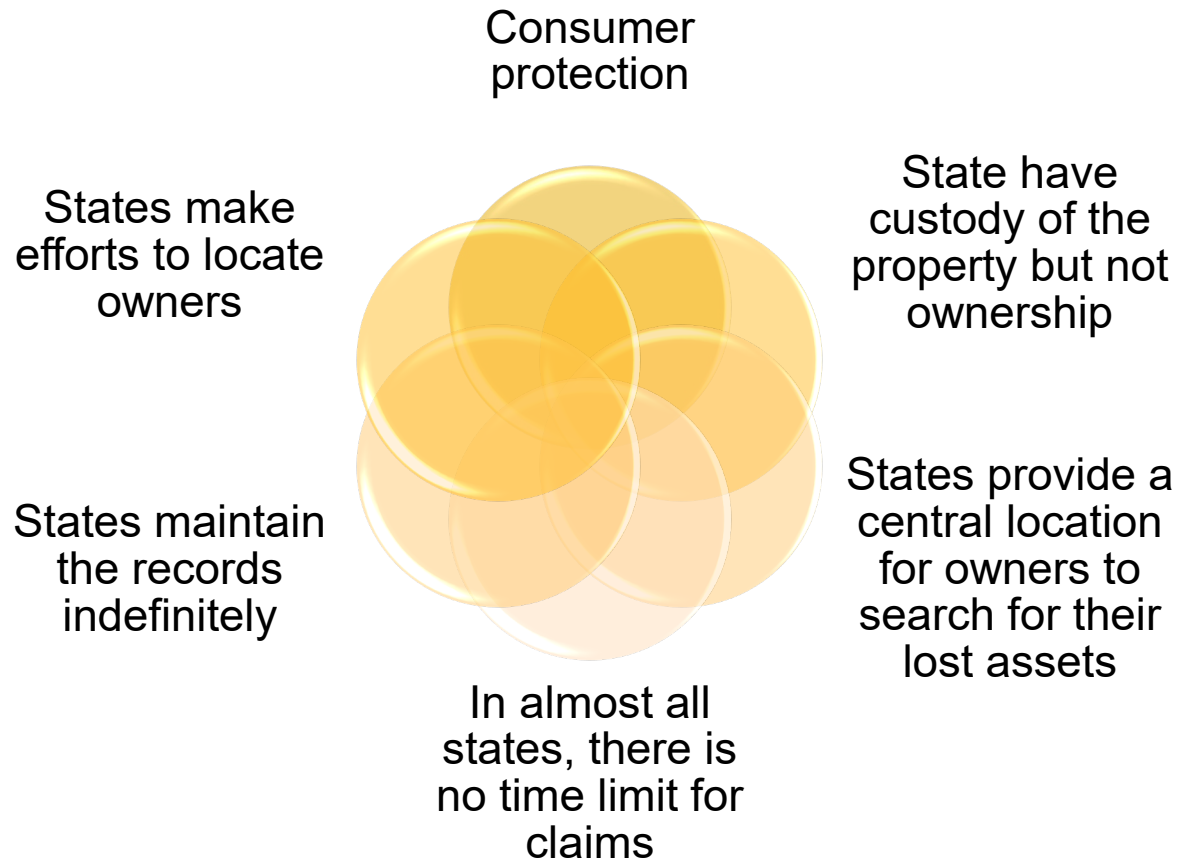 Consumer
protection
State have
custody of the
property but not
ownership
States provide a
central location
for owners to
search for their
lost assets
In almost all
states, there is
no time limit for
claims
States maintain
the records
indefinitely
States make
efforts to locate
owners